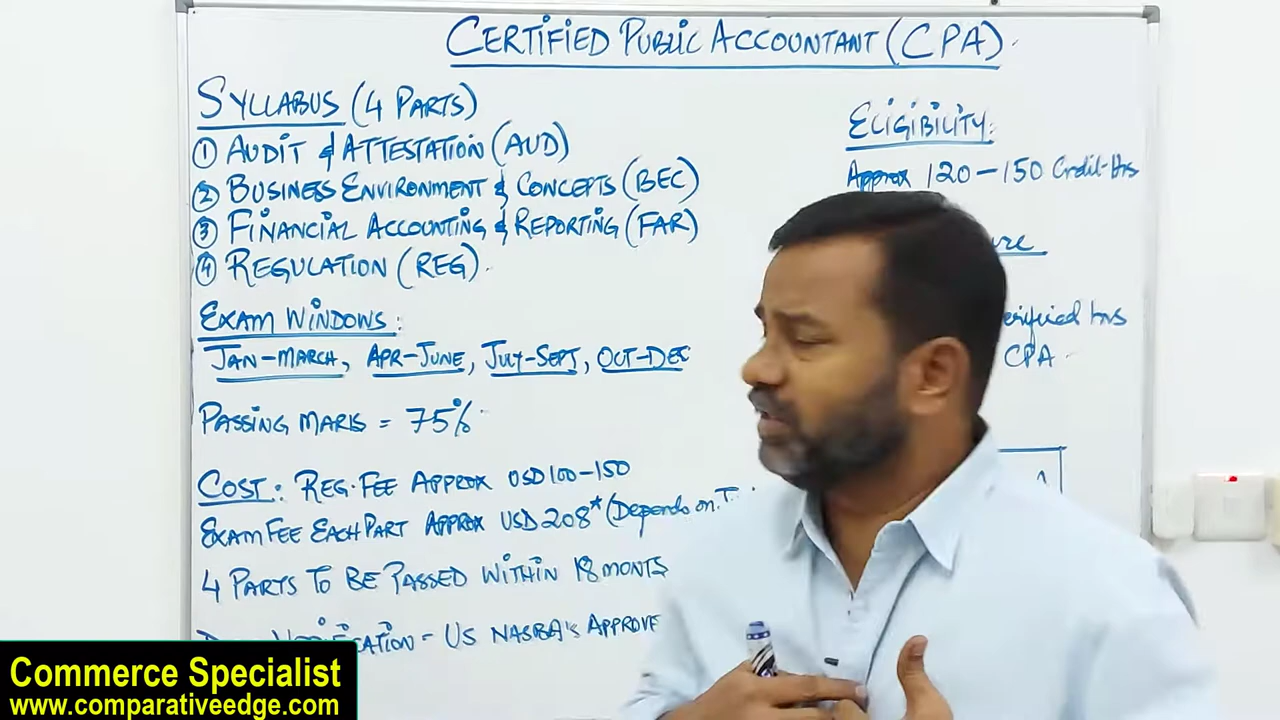 CERTIFIED PUBLIC ACCOUNTANT (CPA).
SYLLABUS (4 PARTS)
① AUDIT & ATTESTATION (AUD)
② BUSINESS ENVIRONMENT & CONCEPTS (BEC)
③ FINANCIAL ACCOUNTING & REPORTING (FAR)
④ REGULATION (REG).
EXAM WINDOWS:
JAN-MARCH, APR-JUNE, JULY-SEPT, OCT-DEC
PASSING MARKS = 75%.
COST: REG. FEE APPROX USD 100-150
EXAM FEE EACH PART APPROX USD 208* (Depends on
4 PARTS TO BE PASSED WITHIN 18 MONTS
- US NASBA'S APPROVE
ELIGIBILITY:
Approx 120-150 Credit-Hrs
hrs
CPA.
Commerce Specialist
www.comparativeedge.com